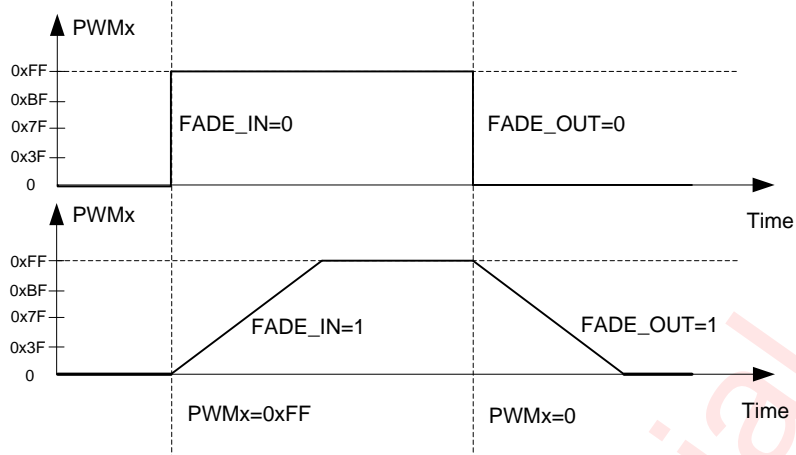 PWMx
0xFF
0xBF
0x7F
0x3F
0
FADE_IN=0
FADE_OUT=0
Time
PWMx
0xFF
0xBF
0x7F
0x3F
0
FADE_IN=1
FADE_OUT=1
PWMx=0xFF
PWMx=0
Time